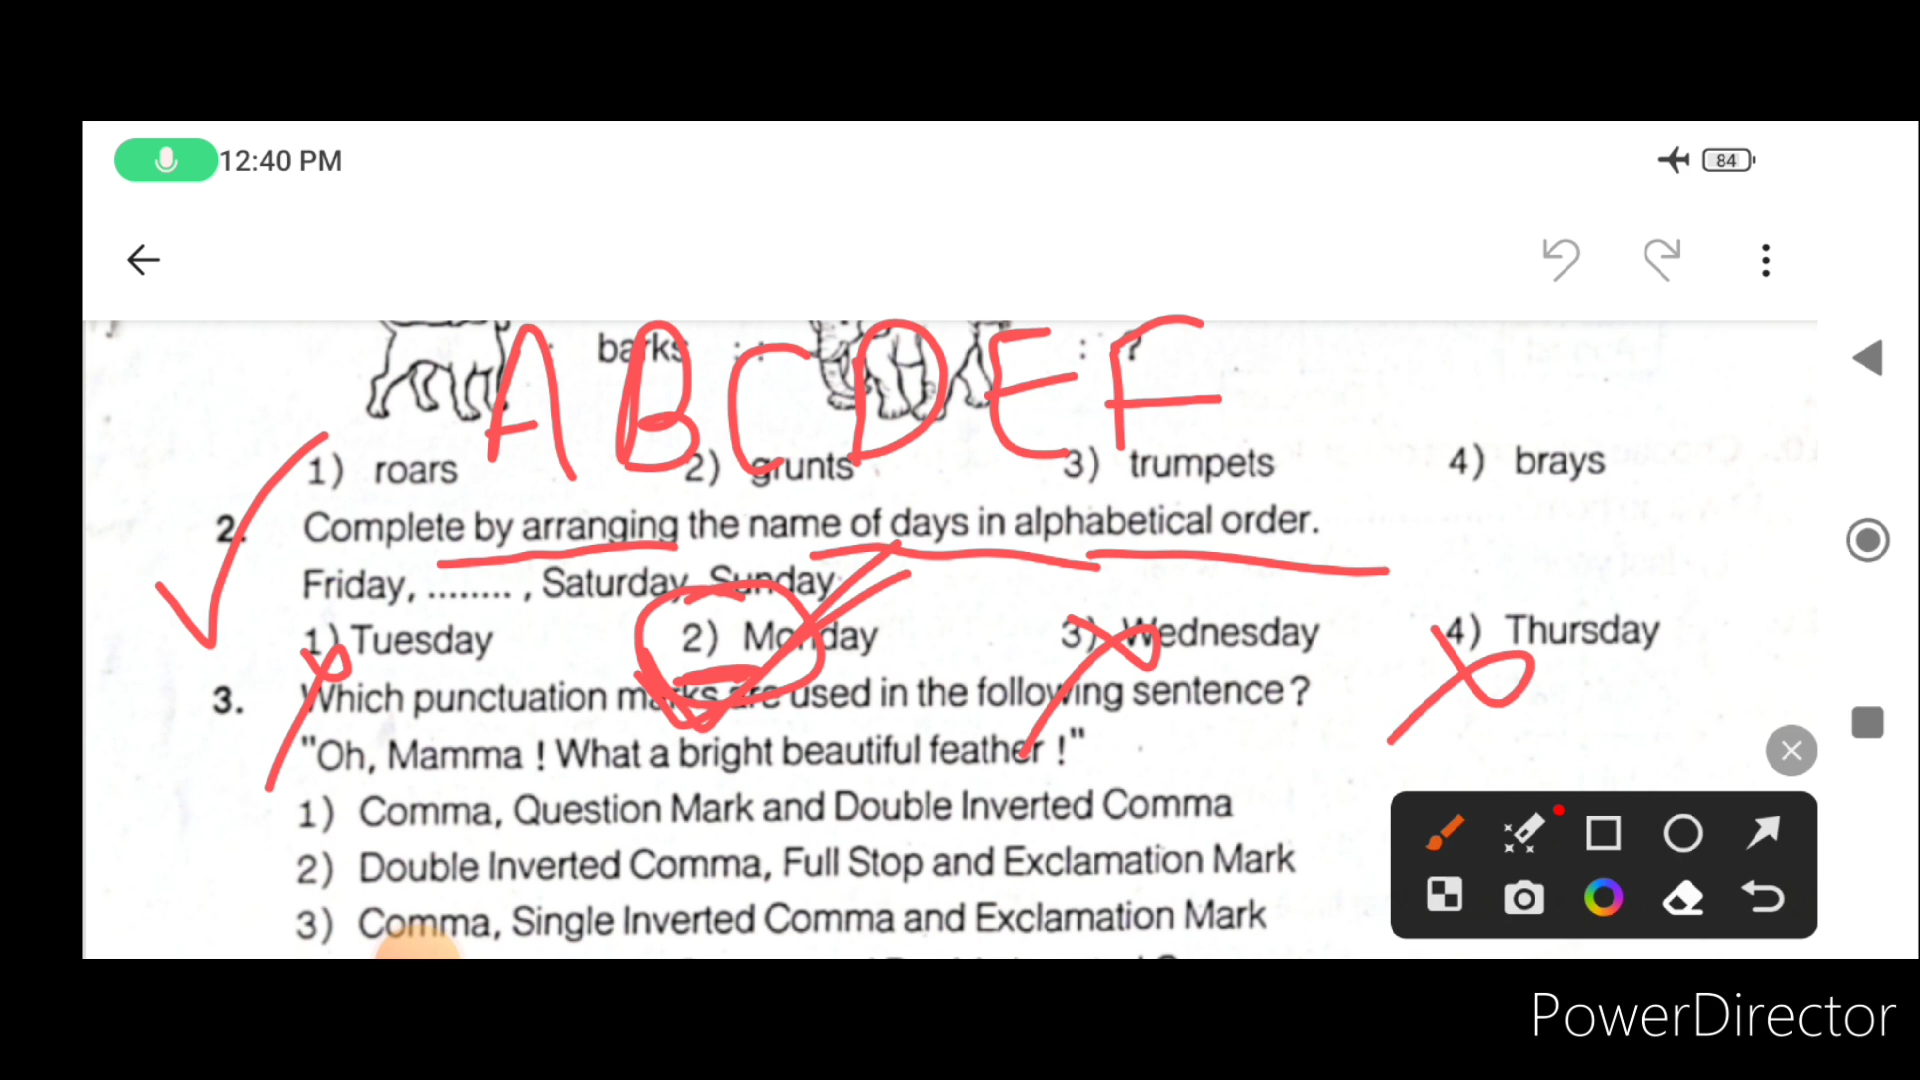 12:40 PM
84
: barks : : : ?
A B C D E F
1) roars 2) grunts 3) trumpets 4) brays
2. Complete by arranging the name of days in alphabetical order.
Friday, ........ , Saturday, Sunday.
1) Tuesday 2) Monday 3) Wednesday 4) Thursday
3. Which punctuation marks are used in the following sentence ?
"Oh, Mamma ! What a bright beautiful feather !"
1) Comma, Question Mark and Double Inverted Comma
2) Double Inverted Comma, Full Stop and Exclamation Mark
3) Comma, Single Inverted Comma and Exclamation Mark
PowerDirector